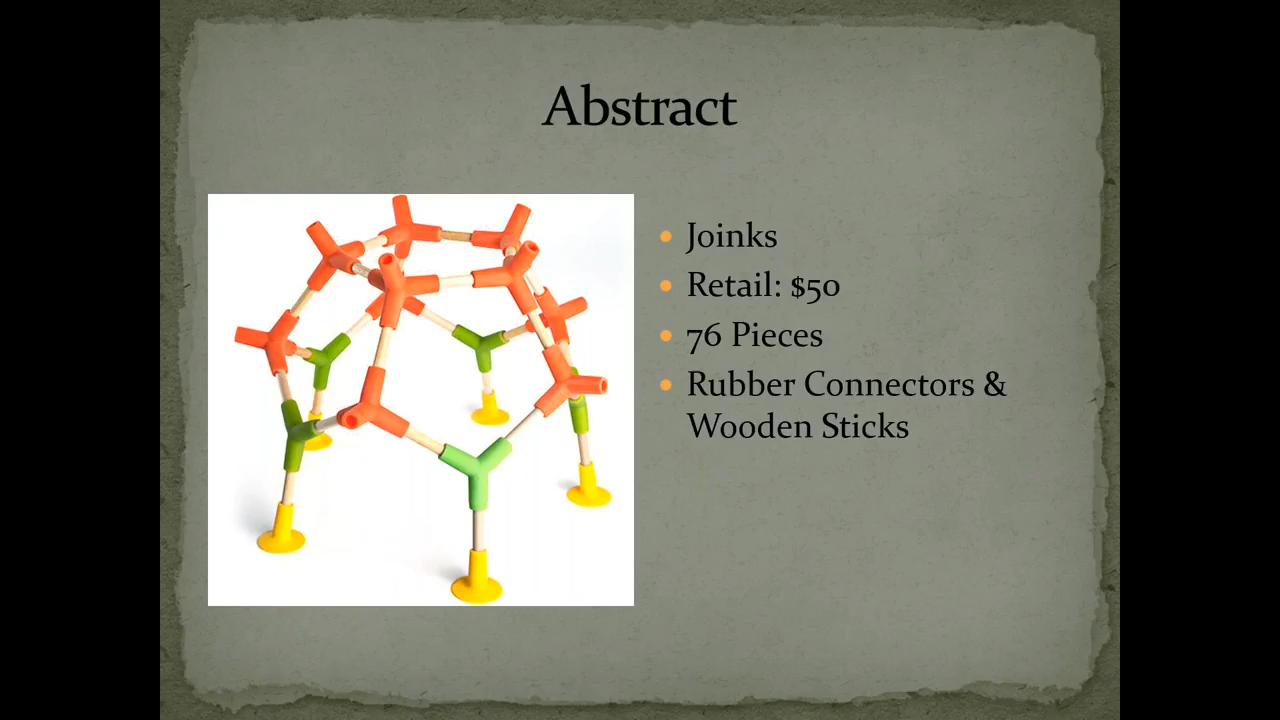 Abstract
Joinks
Retail: $50
76 Pieces
Rubber Connectors &
Wooden Sticks